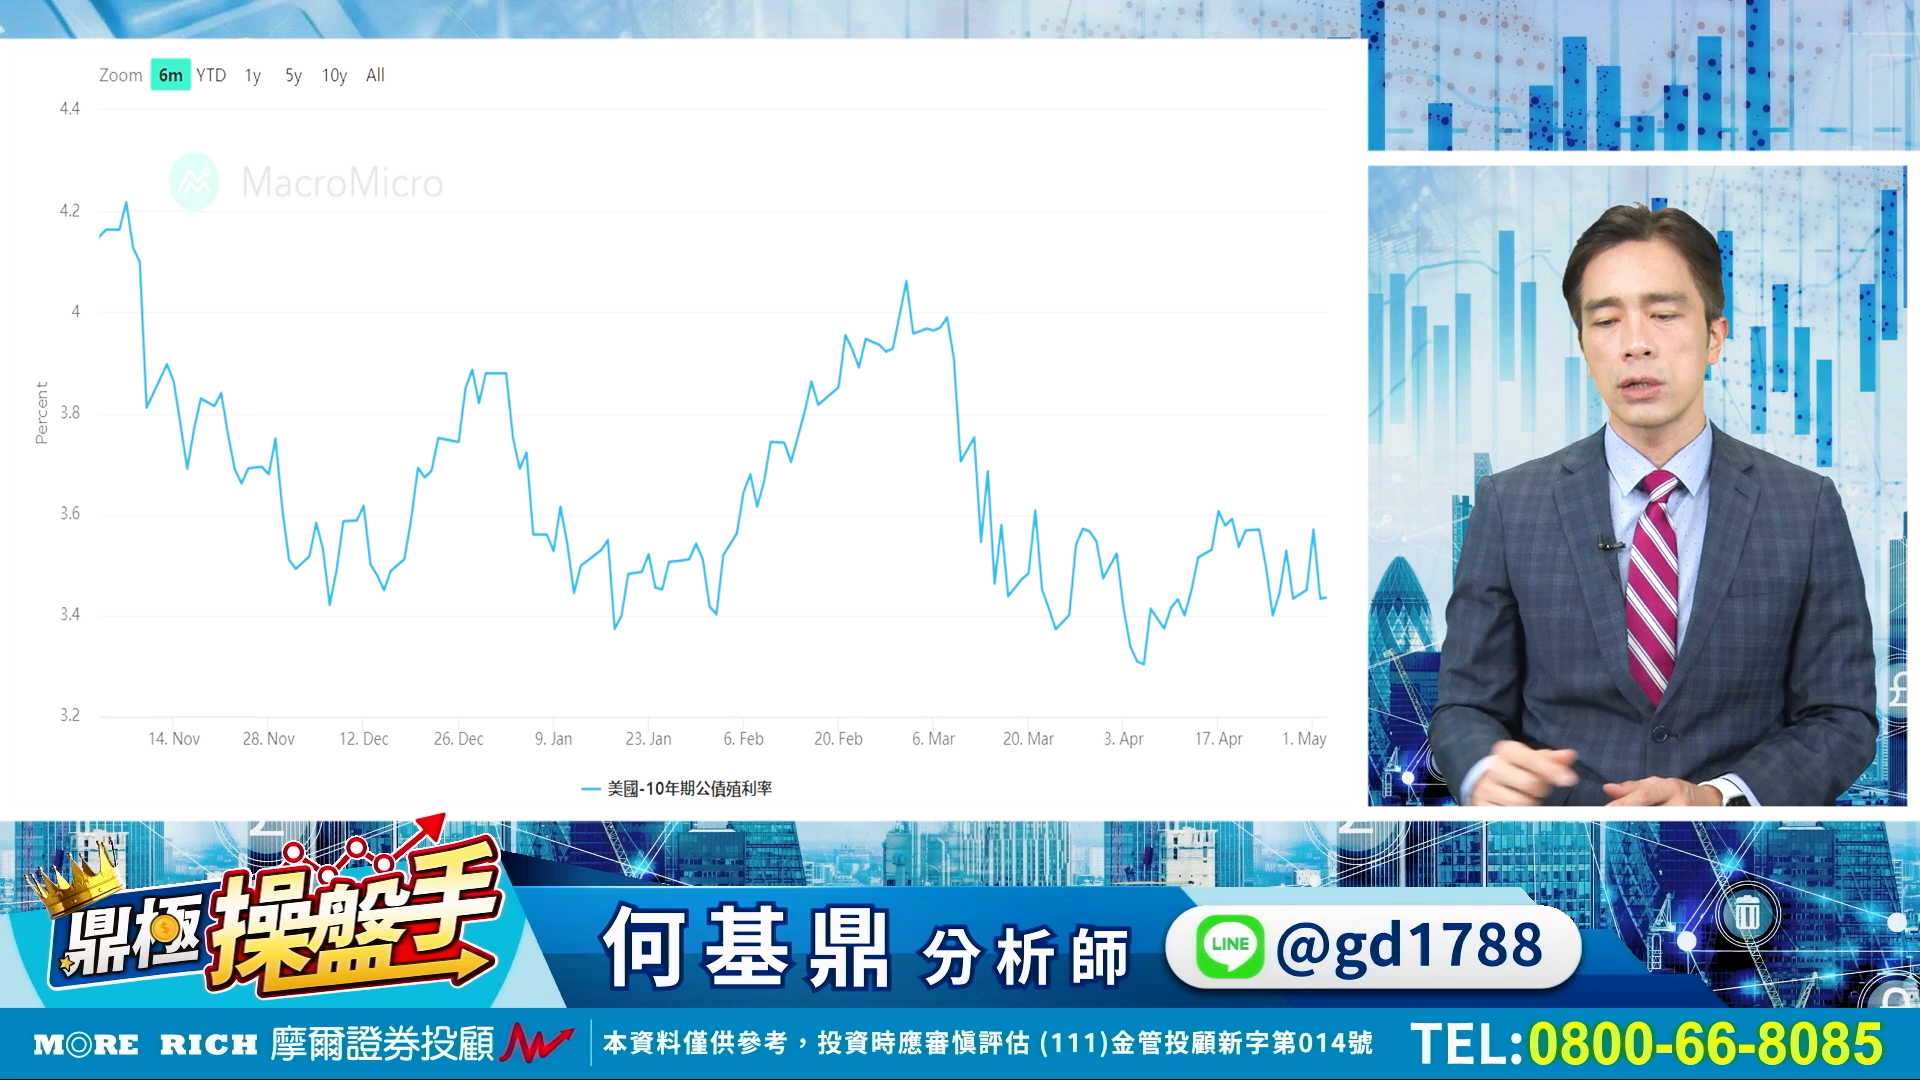 Zoom 6m YTD 1y 5y 10y All
MacroMicro
Percent
4.4
4.2
4
3.8
3.6
3.4
3.2
14. Nov 28. Nov 12. Dec 26. Dec 9. Jan 23. Jan 6. Feb 20. Feb 6. Mar 20. Mar 3. Apr 17. Apr 1. May
美國-10年期公債殖利率
鼎極操盤手
何基鼎 分析師
LINE @gd1788
MORE RICH 摩爾證券投顧
本資料僅供參考，投資時應審慎評估 (111)金管投顧新字第014號
TEL:0800-66-8085